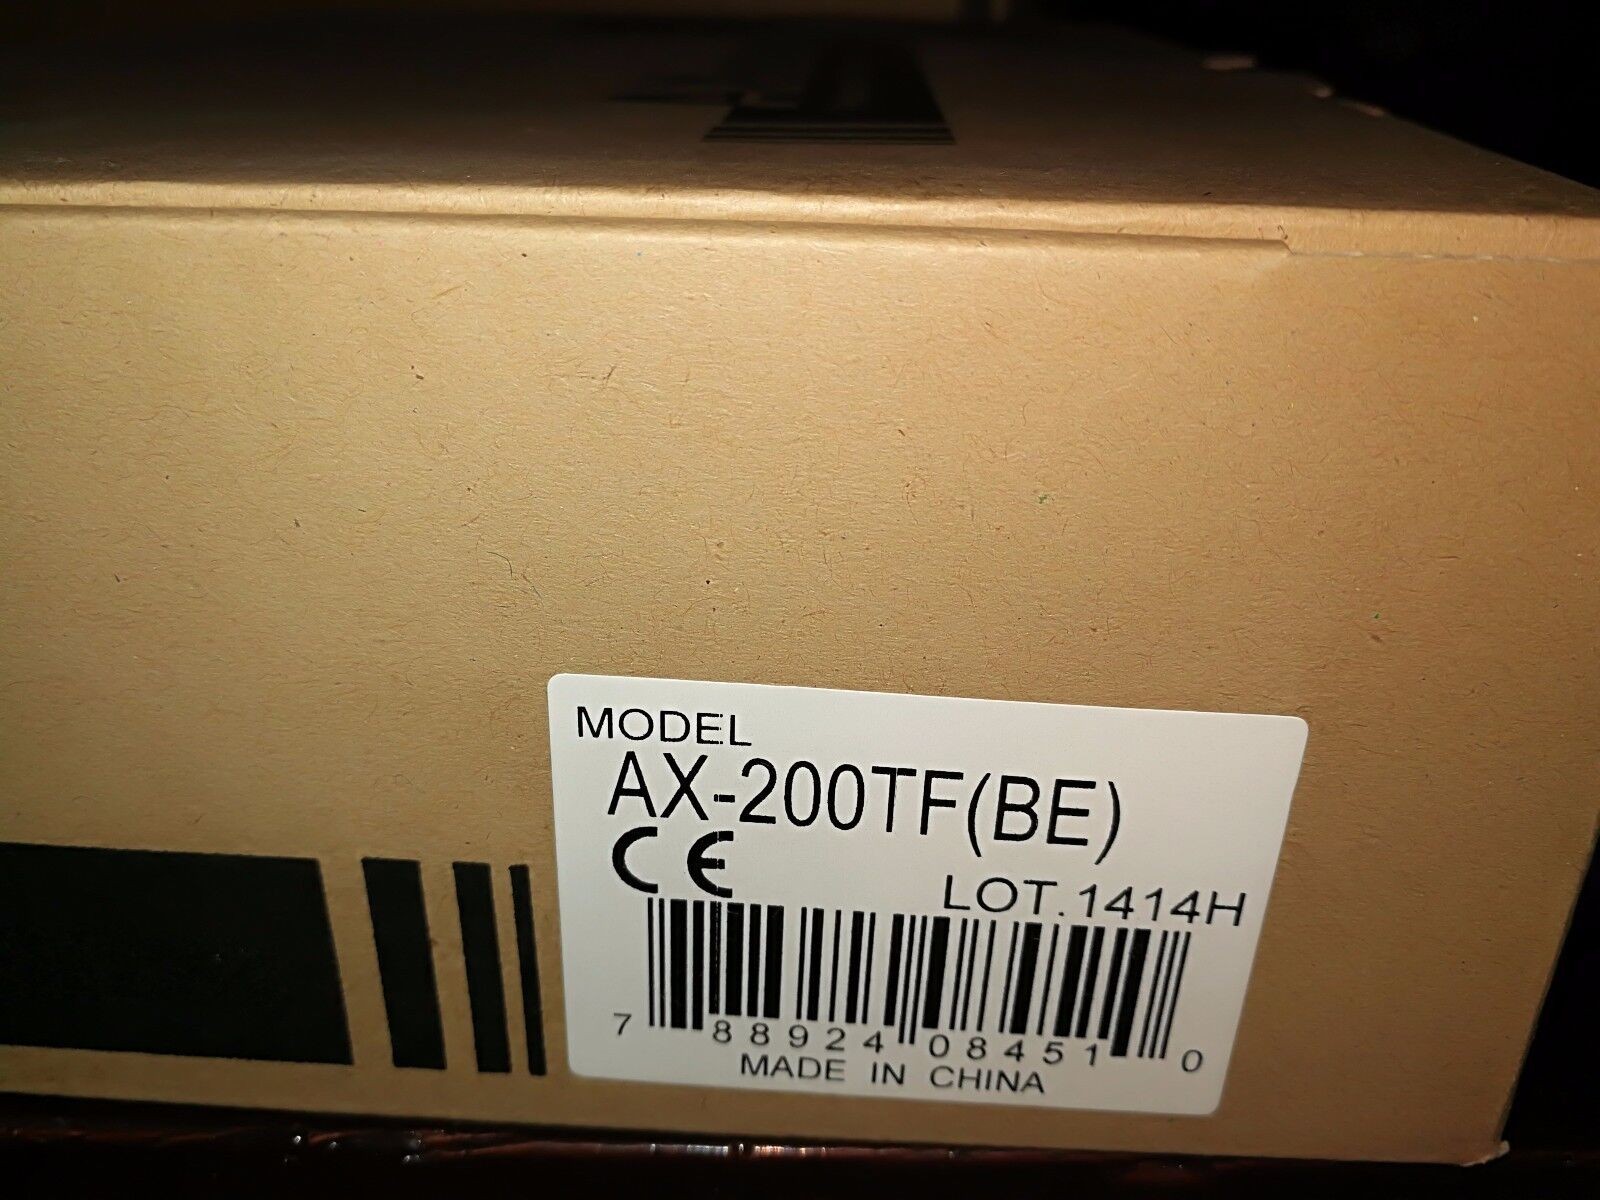 MODEL
AX-200TF(BE)
CE
LOT.1414H
7 88924 08451 0
MADE IN CHINA